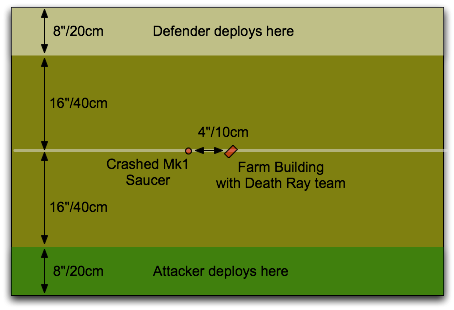 8"/20cm
Defender deploys here
16"/40cm
4"/10cm
Crashed Mk1
Saucer
Farm Building
with Death Ray team
16"/40cm
8"/20cm
Attacker deploys here